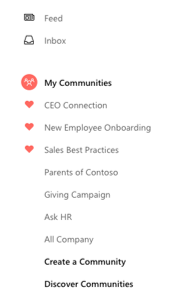 Feed
Inbox
My Communities
CEO Connection
New Employee Onboarding
Sales Best Practices
Parents of Contoso
Giving Campaign
Ask HR
All Company
Create a Community
Discover Communities